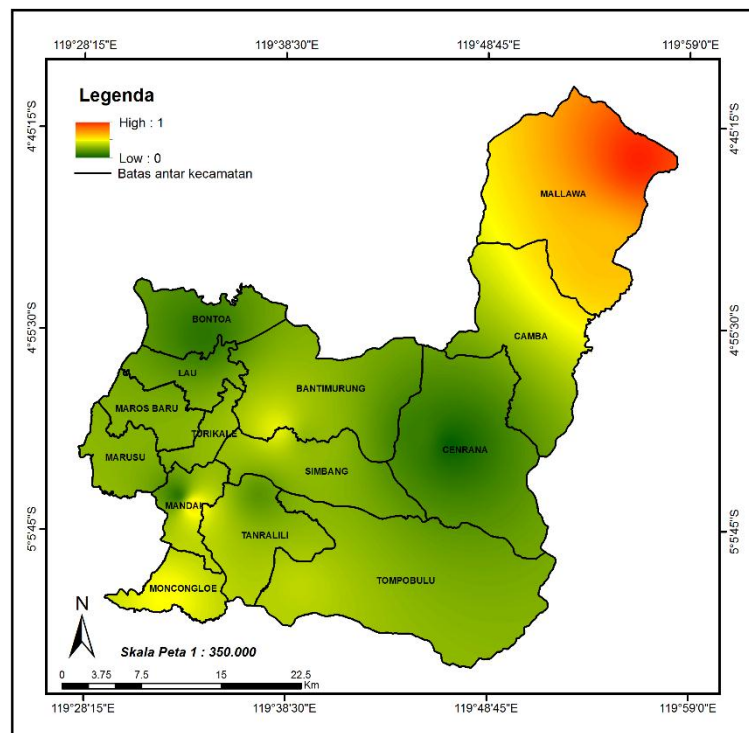 119°28'15"E 119°38'30"E 119°48'45"E 119°59'0"E
Legenda
High : 1
Low : 0
Batas antar kecamatan
4°45'15"S 4°45'15"S
MALLAWA
BONTOA
4°55'30"S 4°55'30"S
CAMBA
LAU
BANTIMURUNG
MAROS BARU
TURIKALE
CENRANA
MARUSU
SIMBANG
MANDAI
5°5'45"S 5°5'45"S
TANRALILI
TOMPOBULU
MONCONGLOE
N
Skala Peta 1 : 350.000
0 3.75 7.5 15 22.5
Km
119°28'15"E 119°38'30"E 119°48'45"E 119°59'0"E